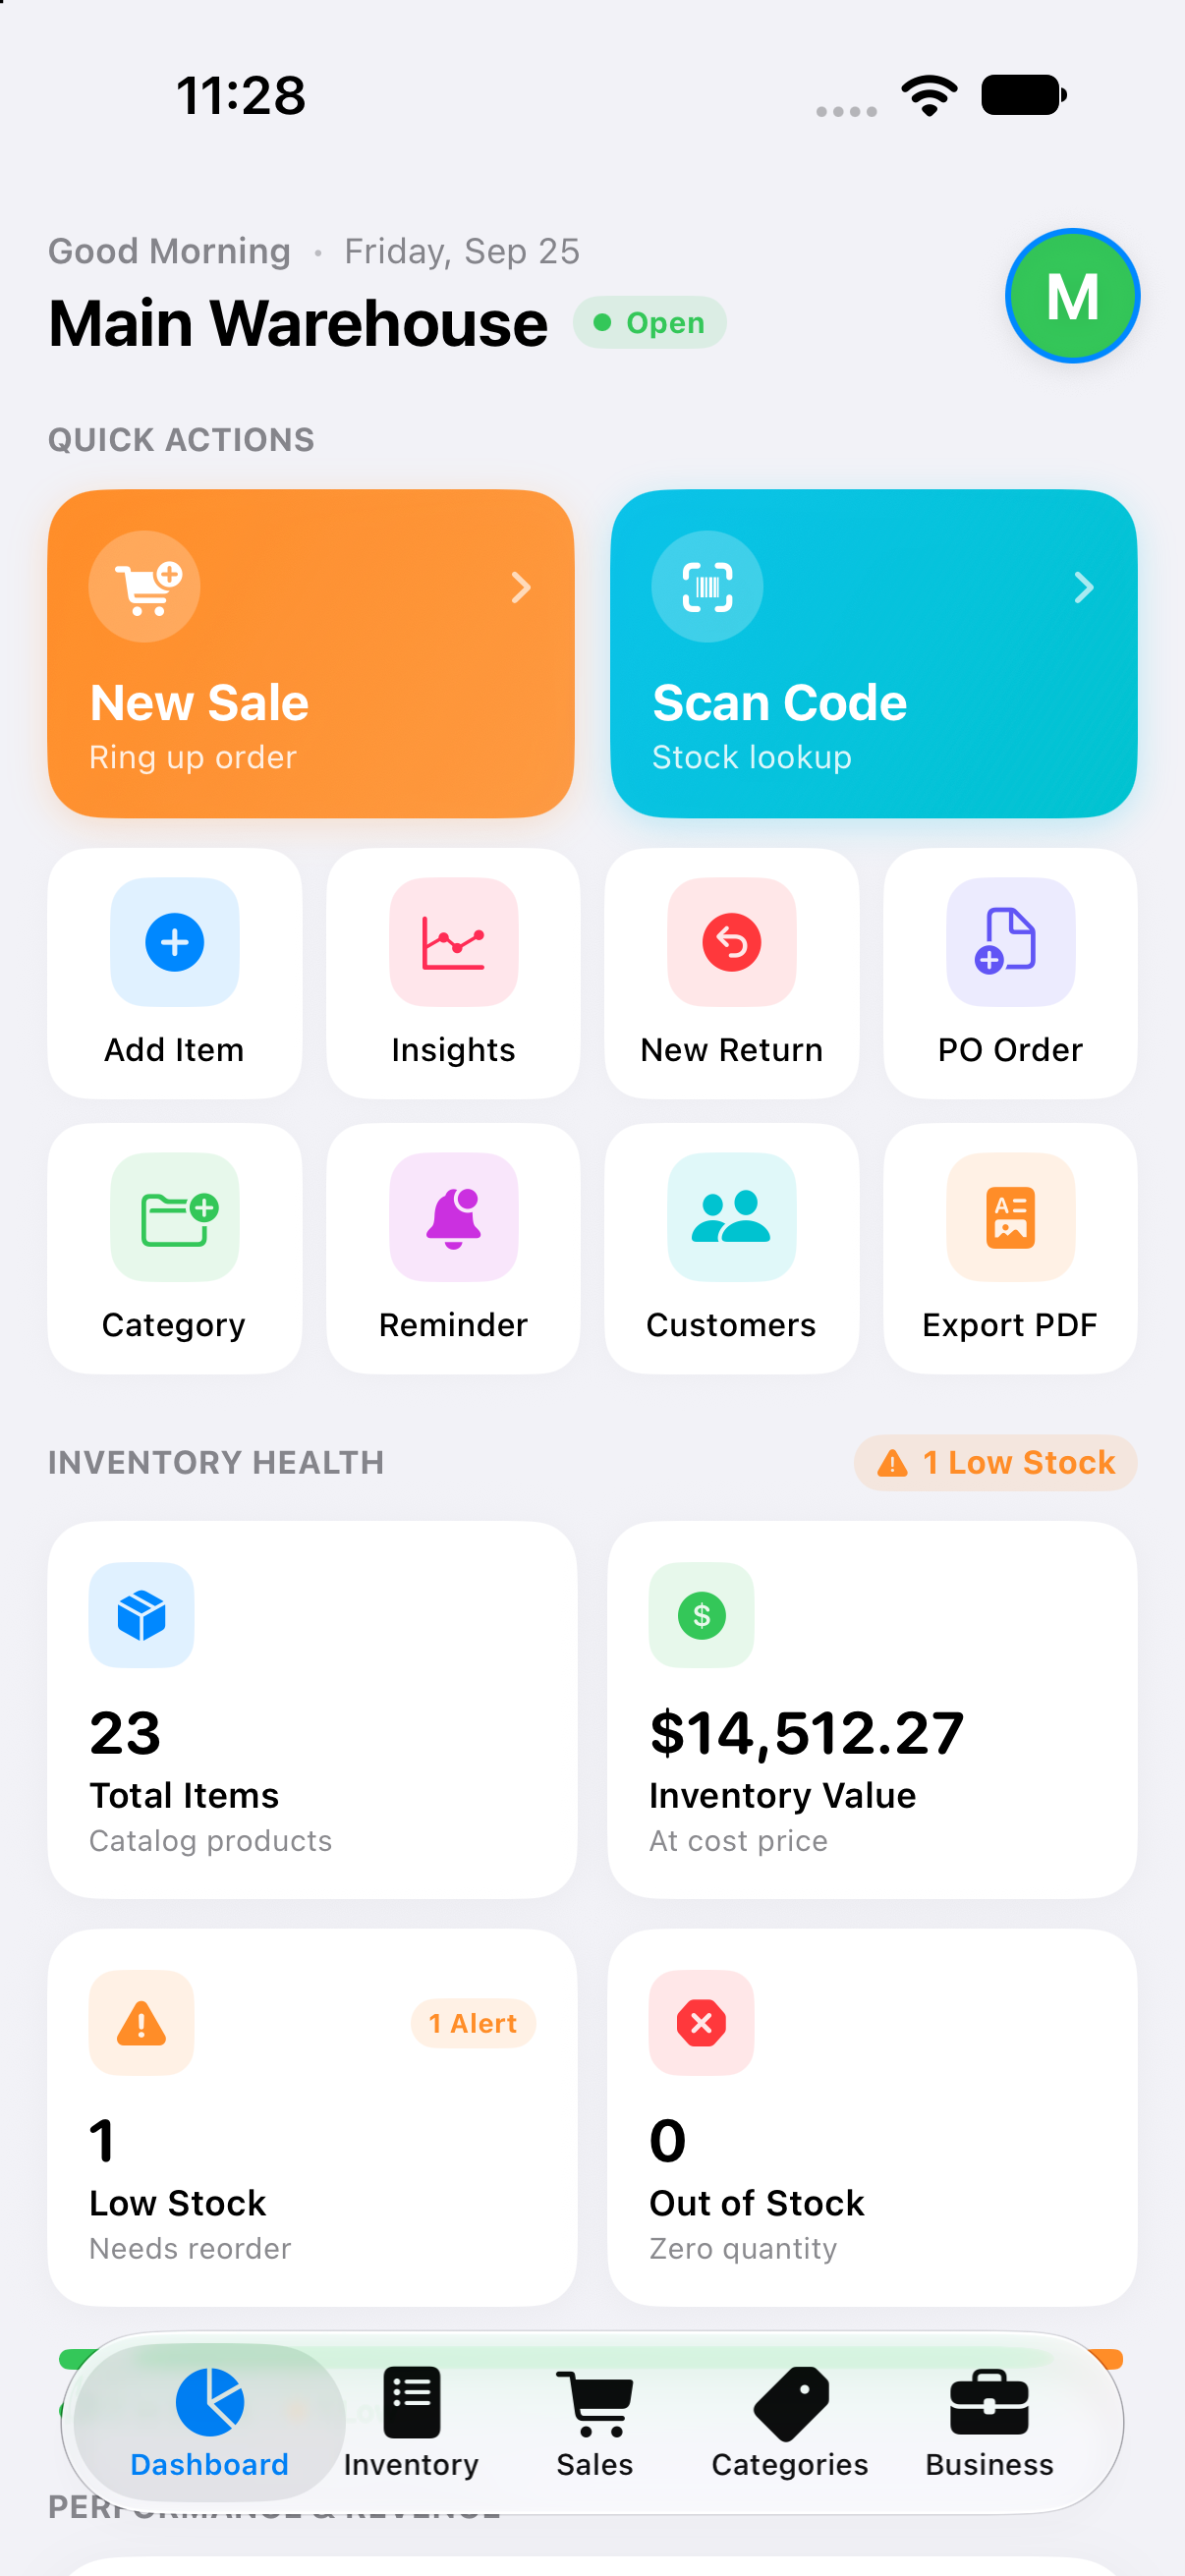 11:28
Good Morning • Friday, Sep 25
Main Warehouse
Open
M
QUICK ACTIONS
New Sale
Ring up order
Scan Code
Stock lookup
Add Item
Insights
New Return
PO Order
Category
Reminder
Customers
Export PDF
INVENTORY HEALTH
1 Low Stock
23
Total Items
Catalog products
$14,512.27
Inventory Value
At cost price
1 Alert
1
Low Stock
Needs reorder
0
Out of Stock
Zero quantity
Dashboard
Inventory
Sales
Categories
Business
PERFORMANCE & REVENUE